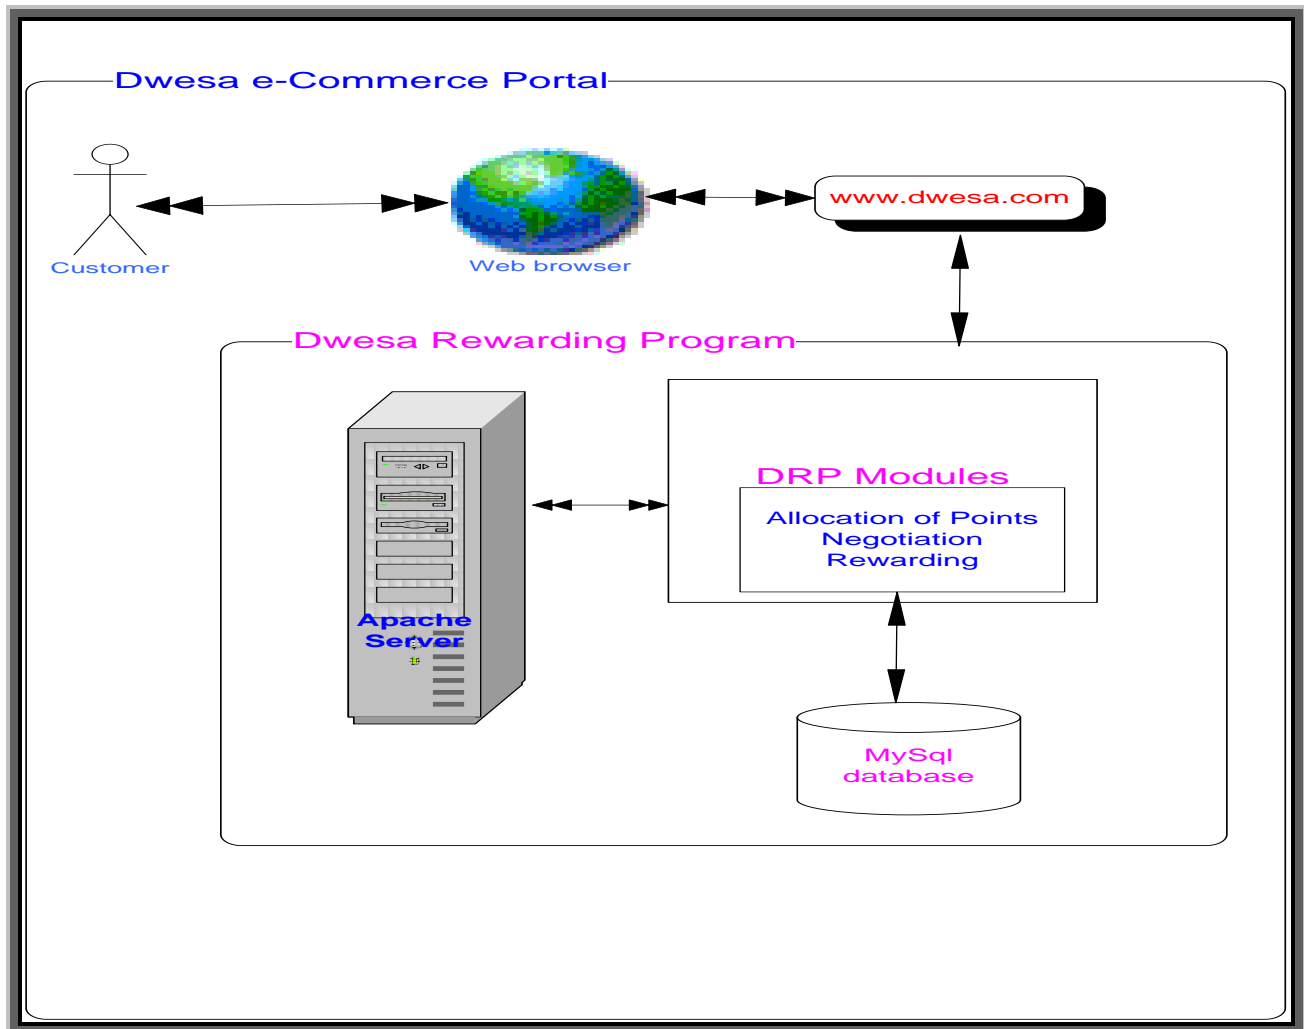 Dwesa e-Commerce Portal
www.dwesa.com
Customer
Web browser
Dwesa Rewarding Program
DRP Modules
Allocation of Points
Negotiation
Rewarding
Apache
Server
MySql
database